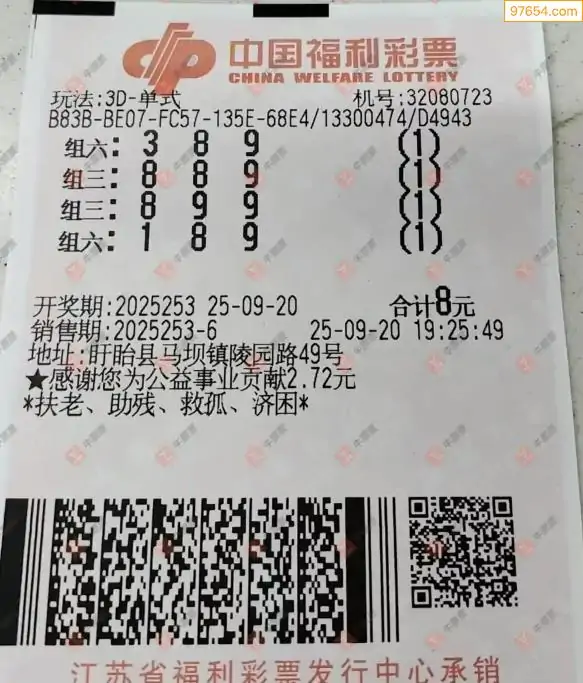 97654.com
中国福利彩票
CHINA WELFARE LOTTERY
玩法:3D-单式 机号:32080723
B83B-BE07-FC57-135E-68E4/13300474/D4943
组六: 3 8 9 (1)
组三: 8 8 9 (1)
组三: 8 9 9 (1)
组六: 1 8 9 (1)
开奖期:2025253 25-09-20 合计8元
销售期:2025253-6 25-09-20 19:25:49
地址:盱眙县马坝镇陵园路49号
★感谢您为公益事业贡献2.72元
*扶老、助残、救孤、济困*
江苏省福利彩票发行中心承销